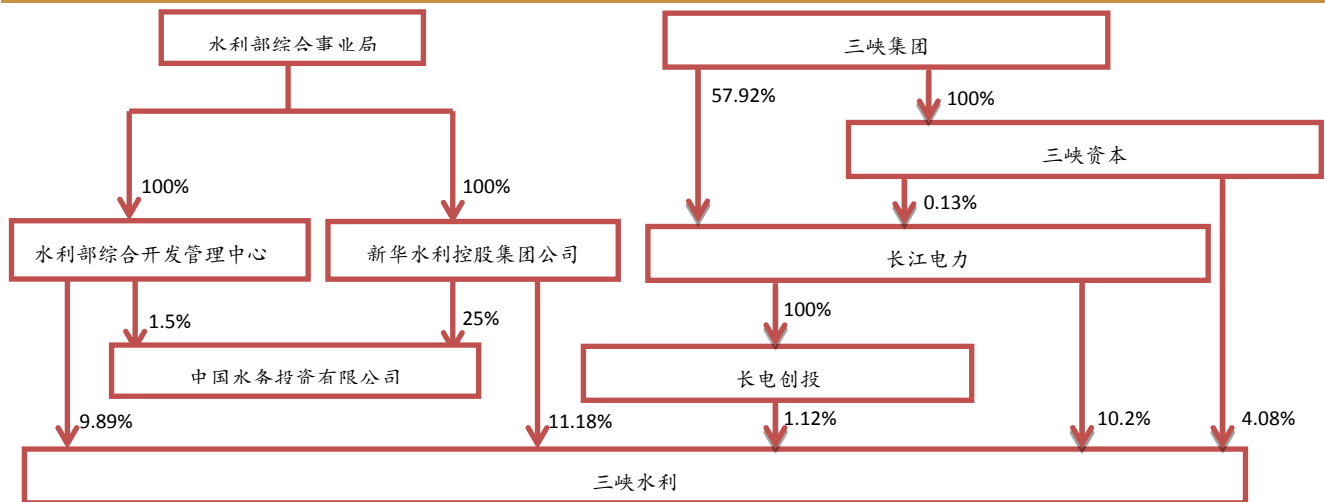 水利部综合事业局
三峡集团
57.92%
100%
三峡资本
100%
100%
0.13%
水利部综合开发管理中心
新华水利控股集团公司
长江电力
1.5%
25%
100%
中国水务投资有限公司
长电创投
9.89%
11.18%
1.12%
10.2%
4.08%
三峡水利